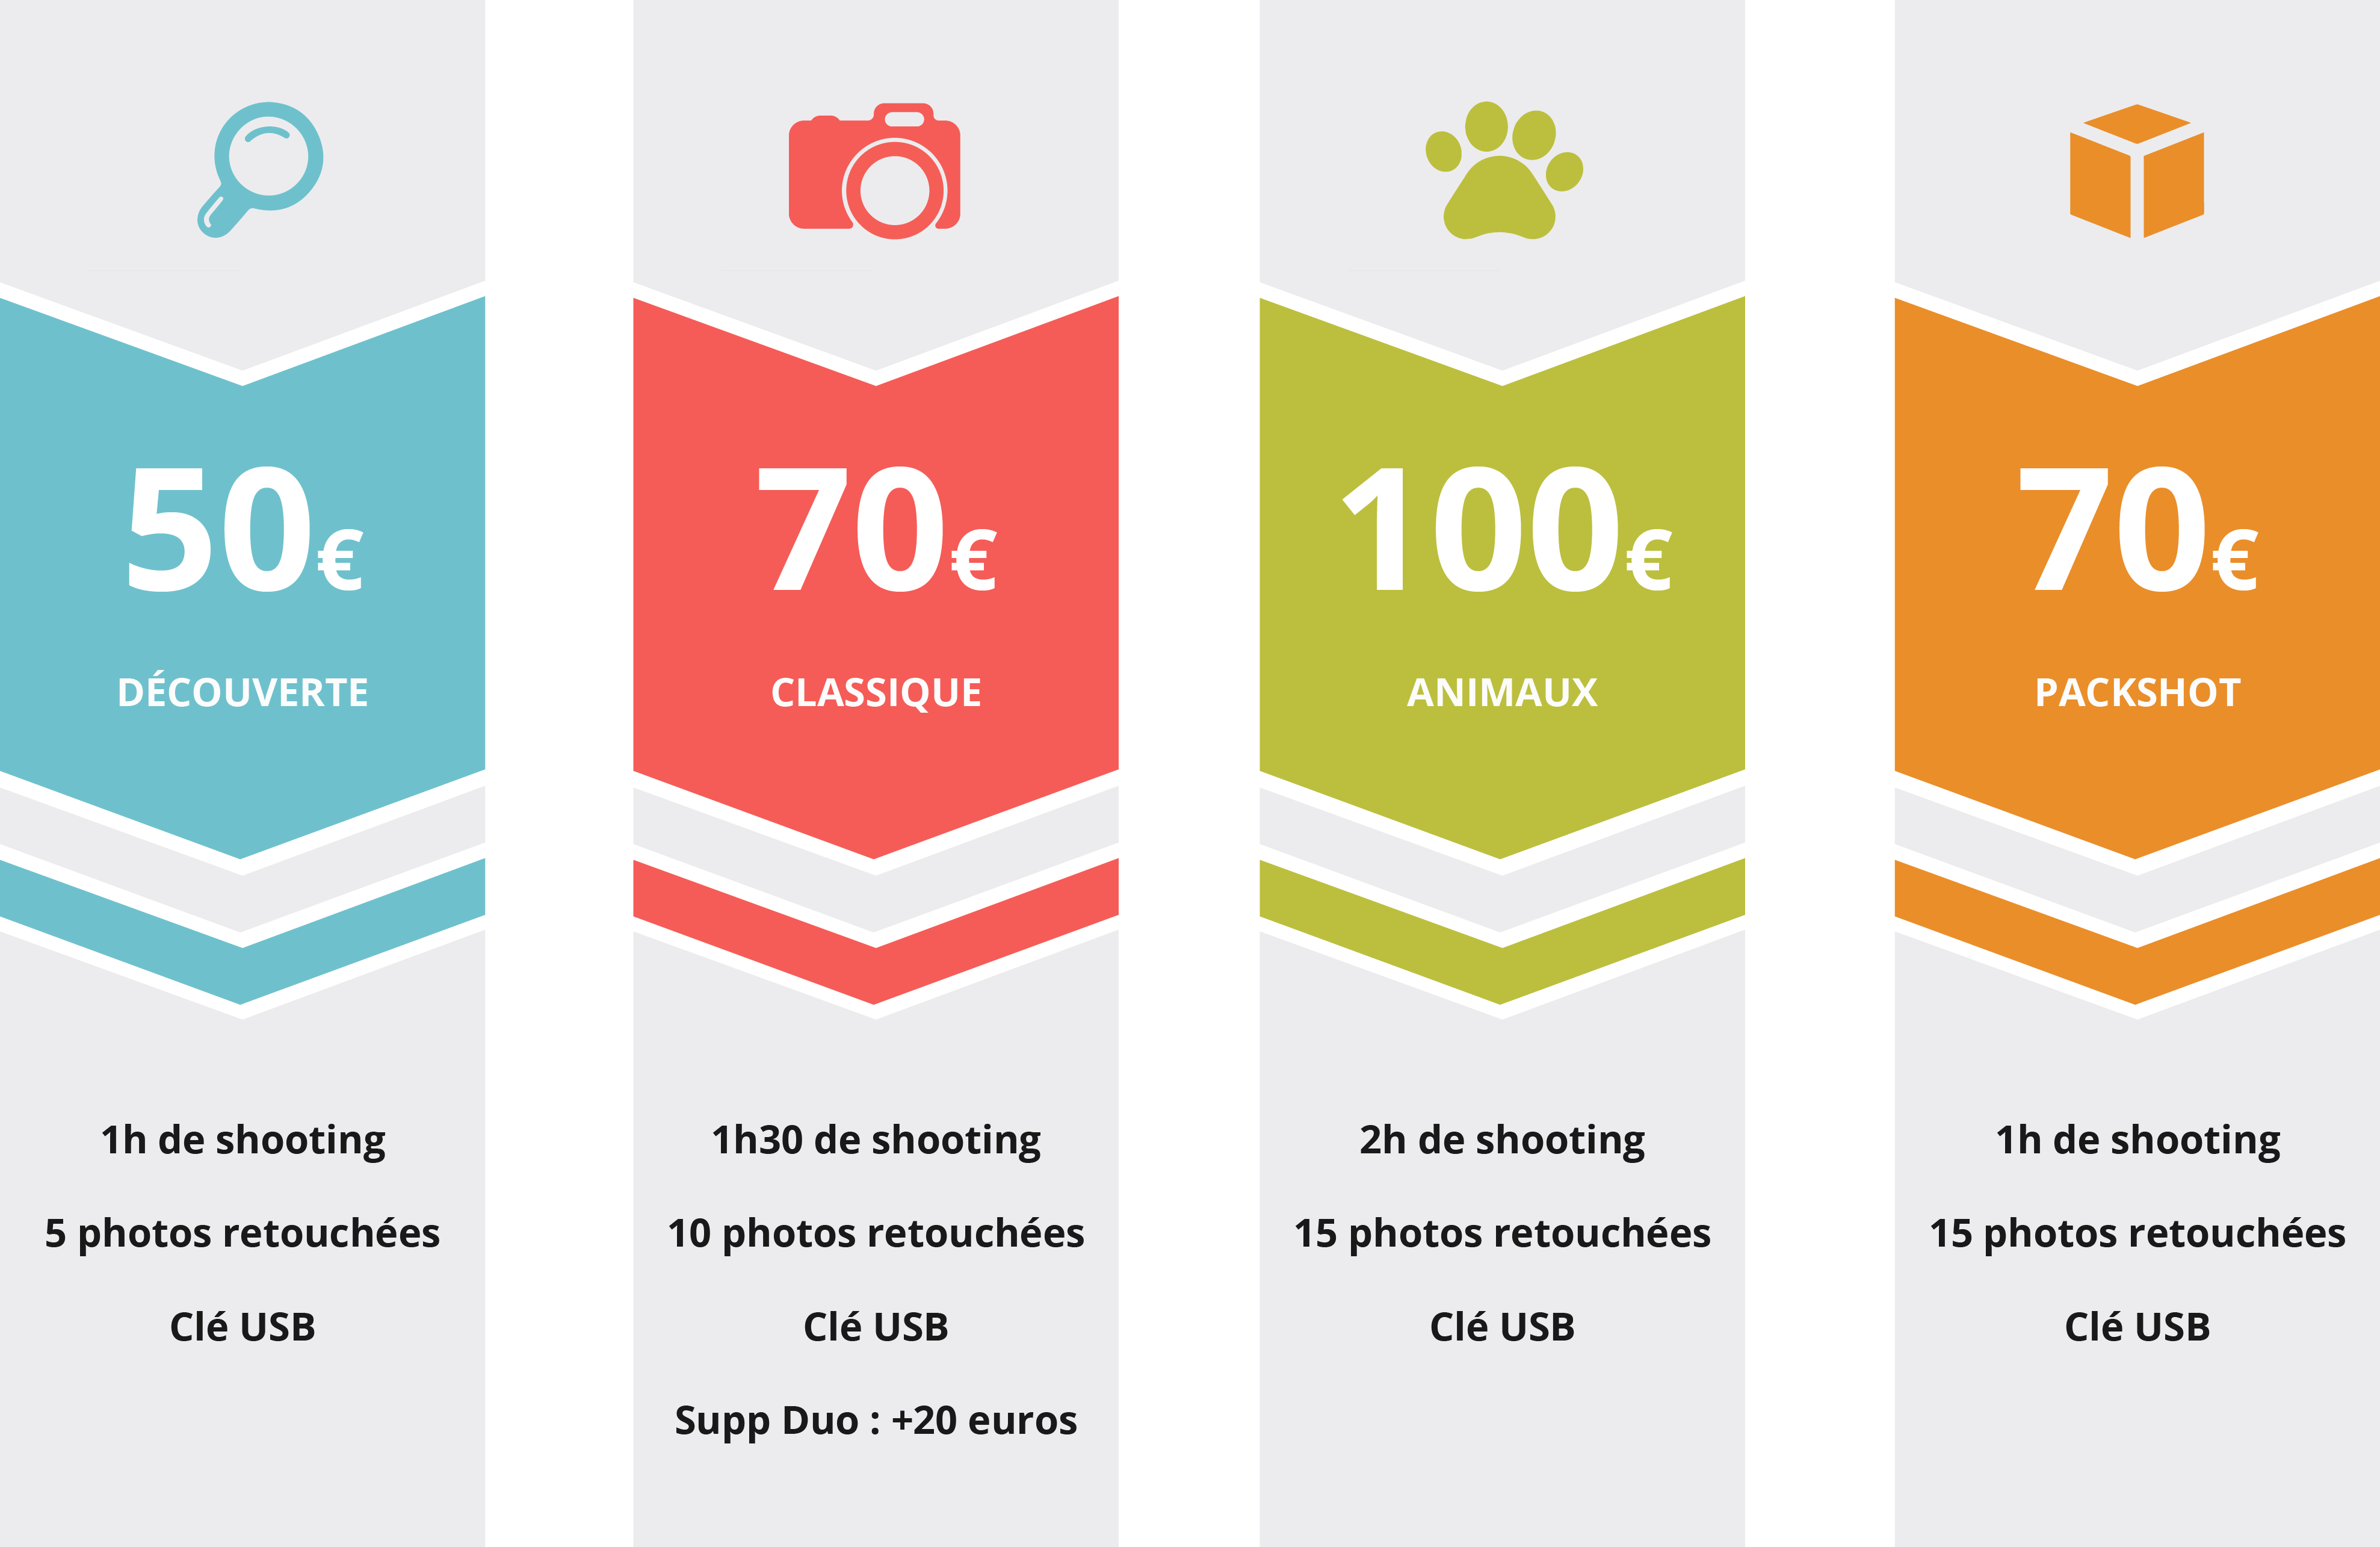 50€
DÉCOUVERTE
1h de shooting
5 photos retouchées
Clé USB
70€
CLASSIQUE
1h30 de shooting
10 photos retouchées
Clé USB
Supp Duo : +20 euros
100€
ANIMAUX
2h de shooting
15 photos retouchées
Clé USB
70€
PACKSHOT
1h de shooting
15 photos retouchées
Clé USB